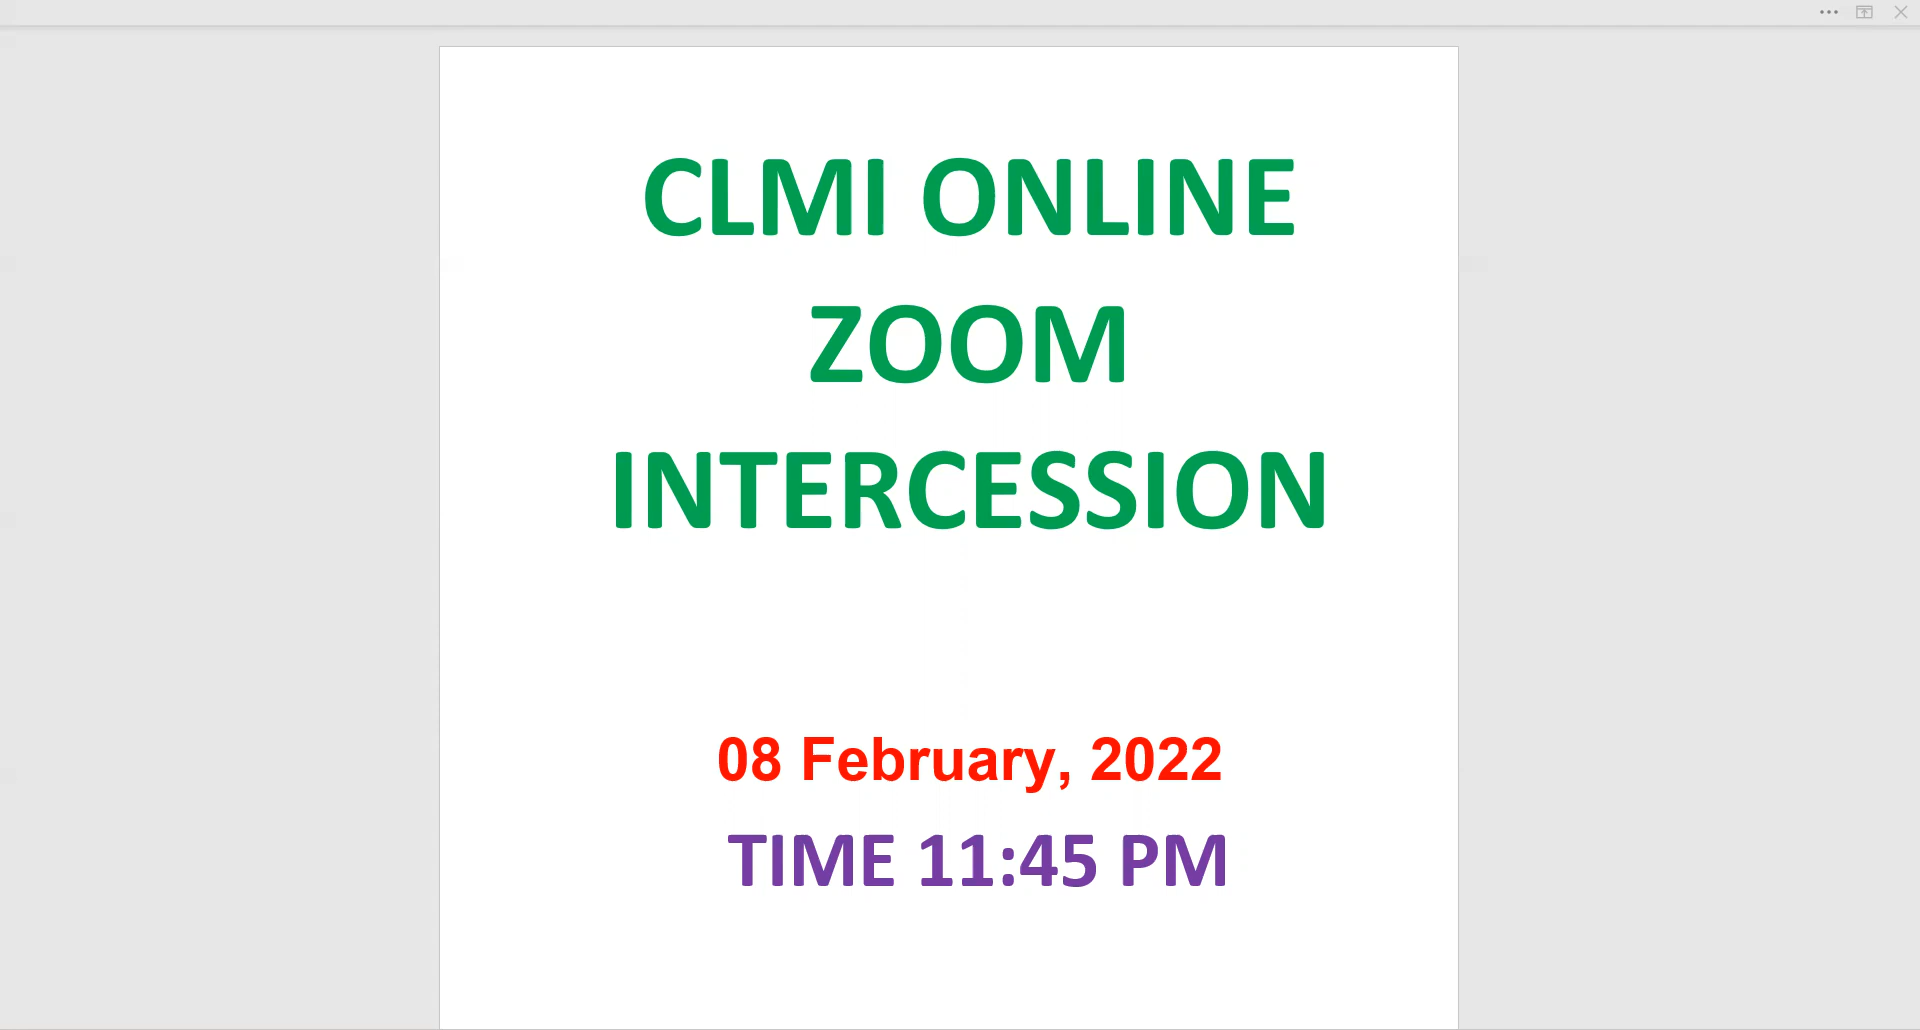 CLMI ONLINE
ZOOM
INTERCESSION
08 February, 2022
TIME 11:45 PM